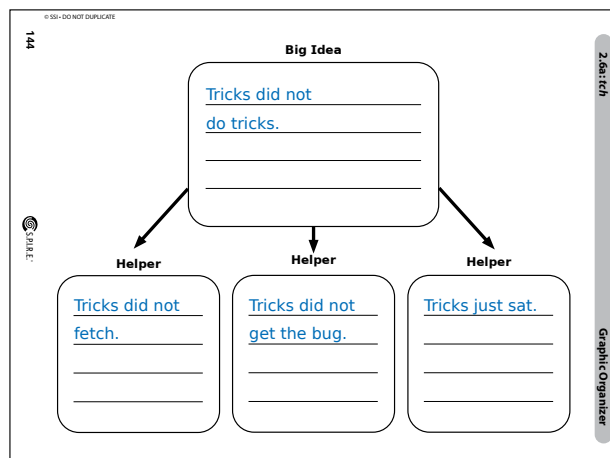 © SSI • DO NOT DUPLICATE
144
2.6a: tch
Big Idea
Tricks did not
do tricks.
S.P.I.R.E.®
Helper
Tricks did not
fetch.
Helper
Tricks did not
get the bug.
Helper
Tricks just sat.
Graphic Organizer